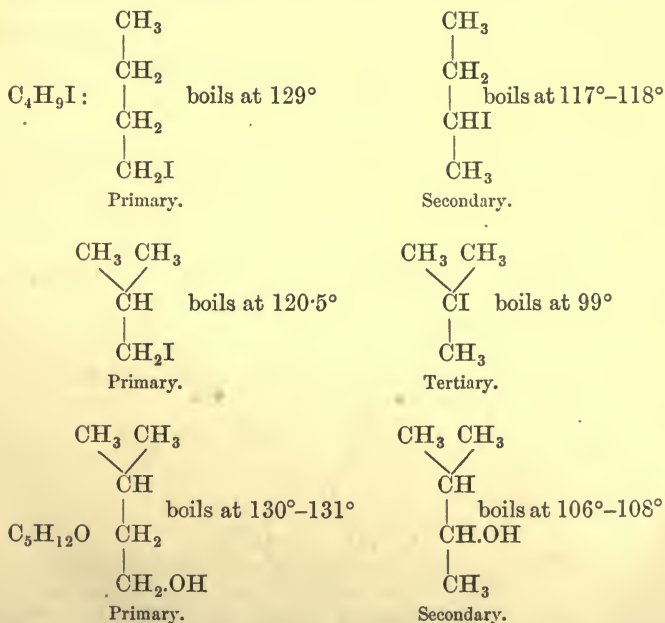 CH₃ CH₃
CH₂ CH₂
C₄H₉I: boils at 129° boils at 117°–118°
CH₂ CHI
CH₂I CH₃
Primary. Secondary.
CH₃ CH₃ CH₃ CH₃
CH boils at 120·5° CI boils at 99°
CH₂I CH₃
Primary. Tertiary.
CH₃ CH₃ CH₃ CH₃
CH CH
boils at 130°–131° boils at 106°–108°
C₅H₁₂O CH₂ CH.OH
CH₂.OH CH₃
Primary. Secondary.